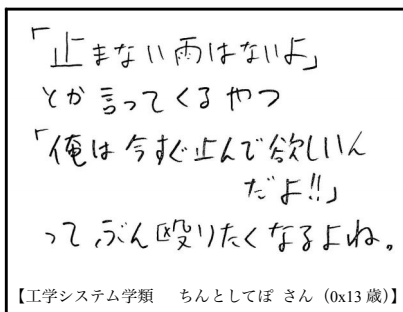 「止まない雨はないよ」
とか言ってくるやつ
「俺は今すぐ止んで欲しいん
だよ!!」
ってぶん殴りたくなるよね。
【工学システム学類 ちんとしてぽ さん（0x13 歳）】